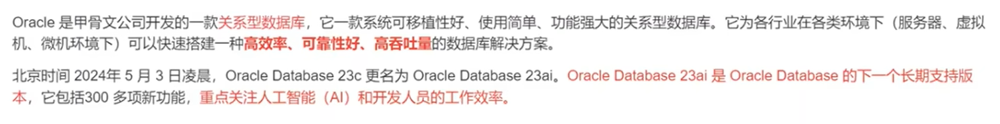 Oracle 是甲骨文公司开发的一款关系型数据库，它一款系统可移植性好、使用简单、功能强大的关系型数据库。它为各行业在各类环境下（服务器、虚拟
机、微机环境下）可以快速搭建一种高效率、可靠性好、高吞吐量的数据库解决方案。
北京时间 2024年 5 月 3 日凌晨，Oracle Database 23c 更名为 Oracle Database 23ai。Oracle Database 23ai 是 Oracle Database 的下一个长期支持版
本，它包括300 多项新功能，重点关注人工智能（AI）和开发人员的工作效率。